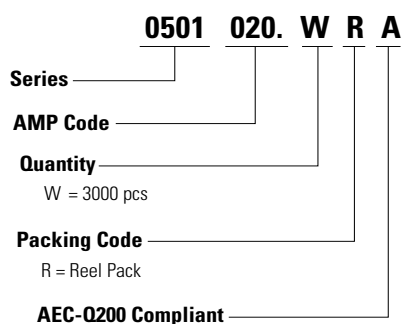 0501 020. W R A
Series
AMP Code
Quantity
W = 3000 pcs
Packing Code
R = Reel Pack
AEC-Q200 Compliant